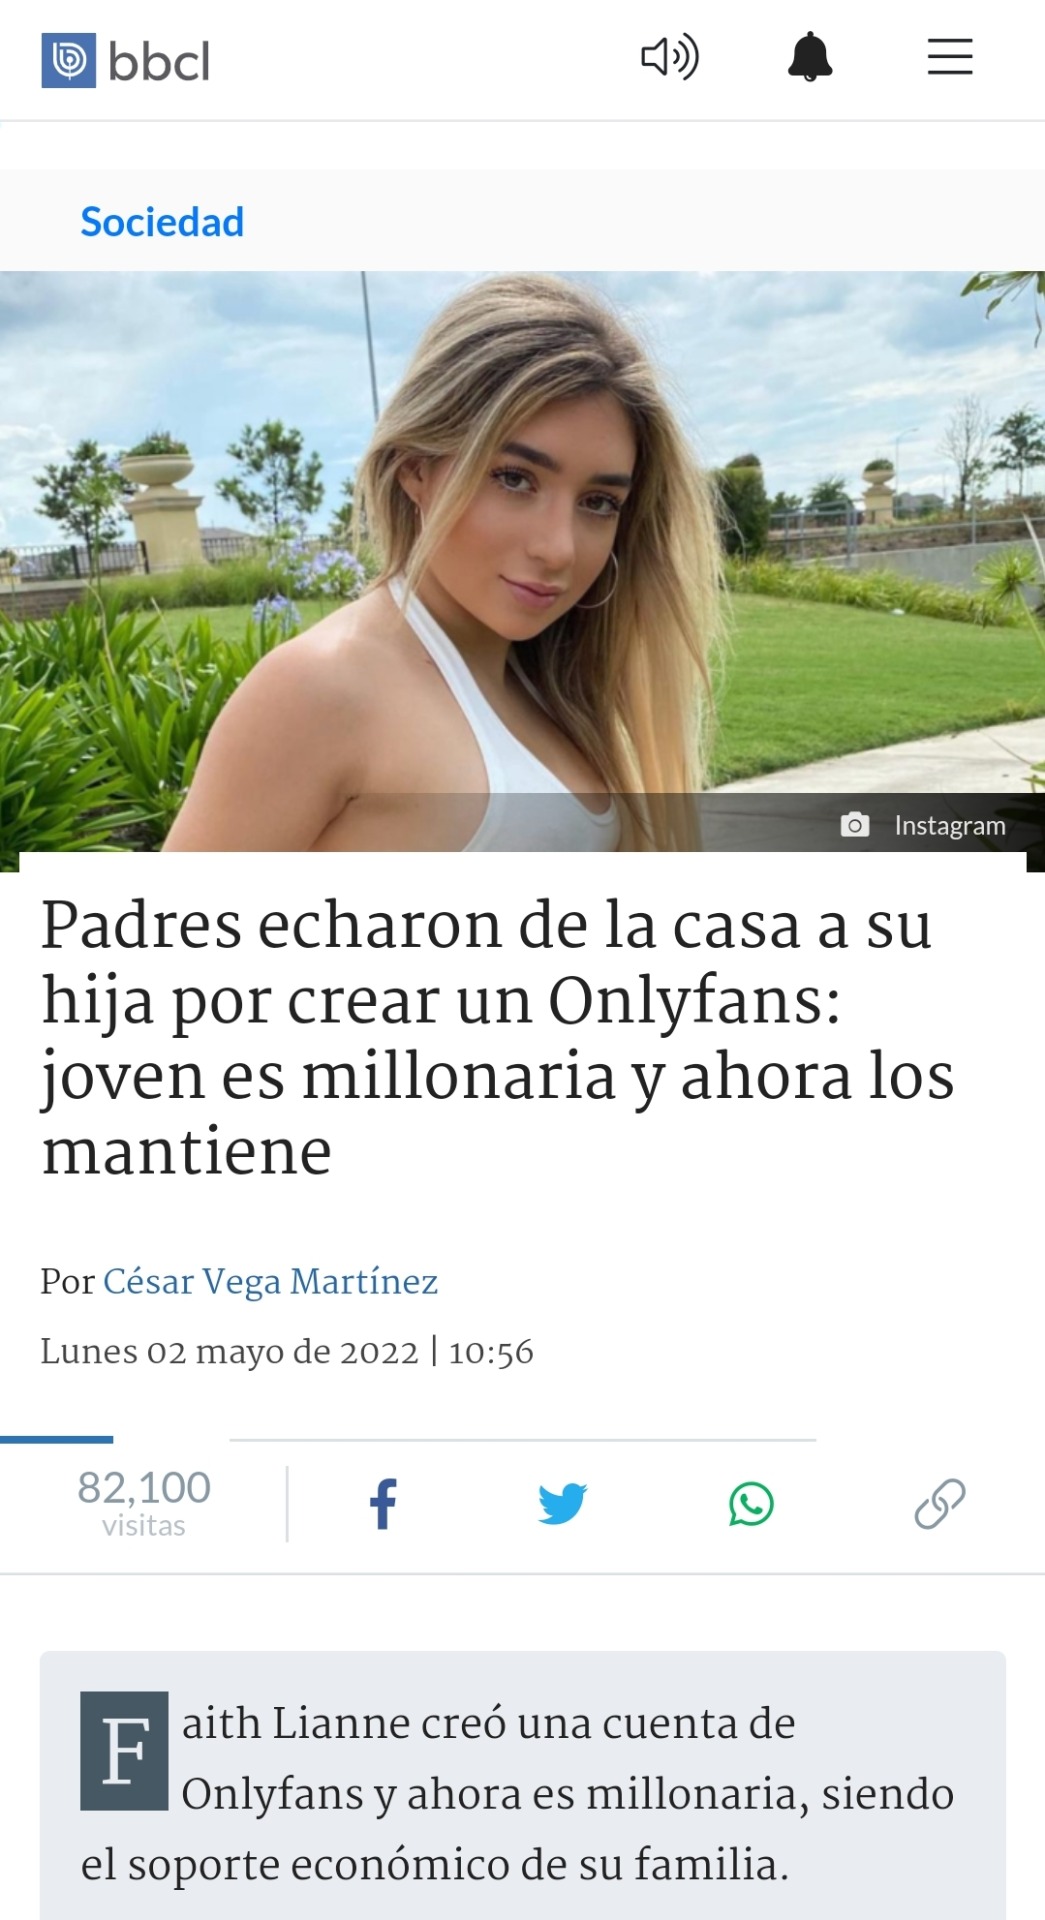 bbcl
Sociedad
Instagram
Padres echaron de la casa a su
hija por crear un Onlyfans:
joven es millonaria y ahora los
mantiene
Por César Vega Martínez
Lunes 02 mayo de 2022 | 10:56
82,100
visitas
Faith Lianne creó una cuenta de
Onlyfans y ahora es millonaria, siendo
el soporte económico de su familia.